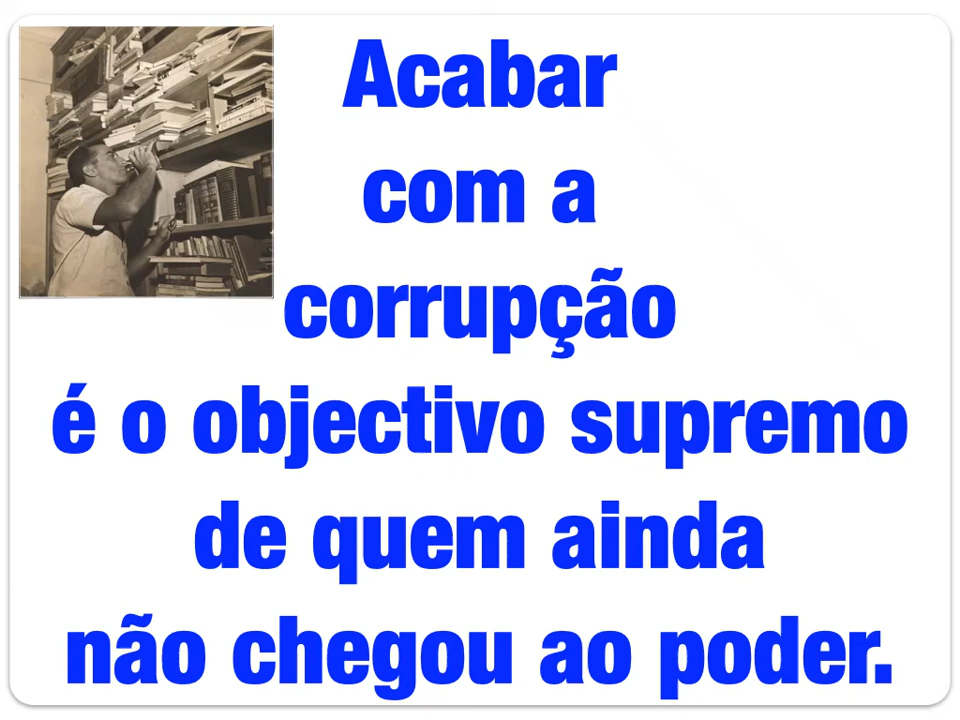 Acabar
com a
corrupção
é o objectivo supremo
de quem ainda
não chegou ao poder.